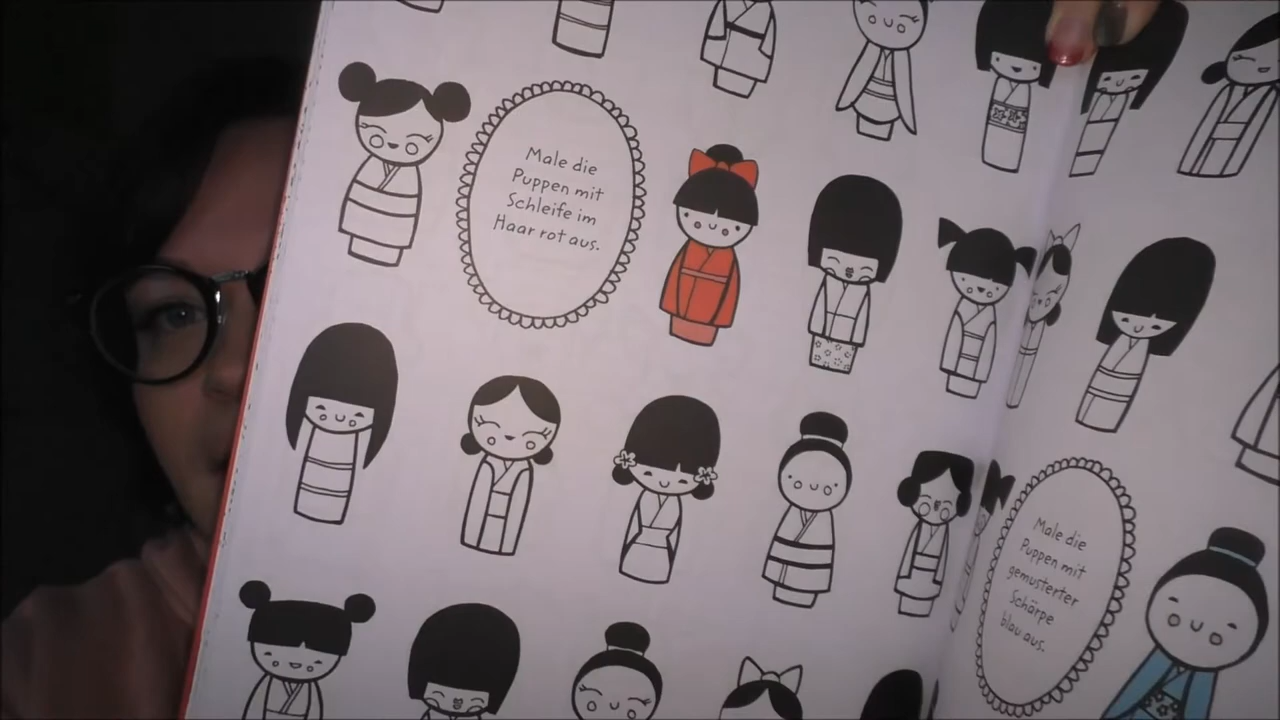 Male die
Puppen mit
Schleife im
Haar rot aus.
Male die
Puppen mit
gemusterter
Schärpe
blau aus.